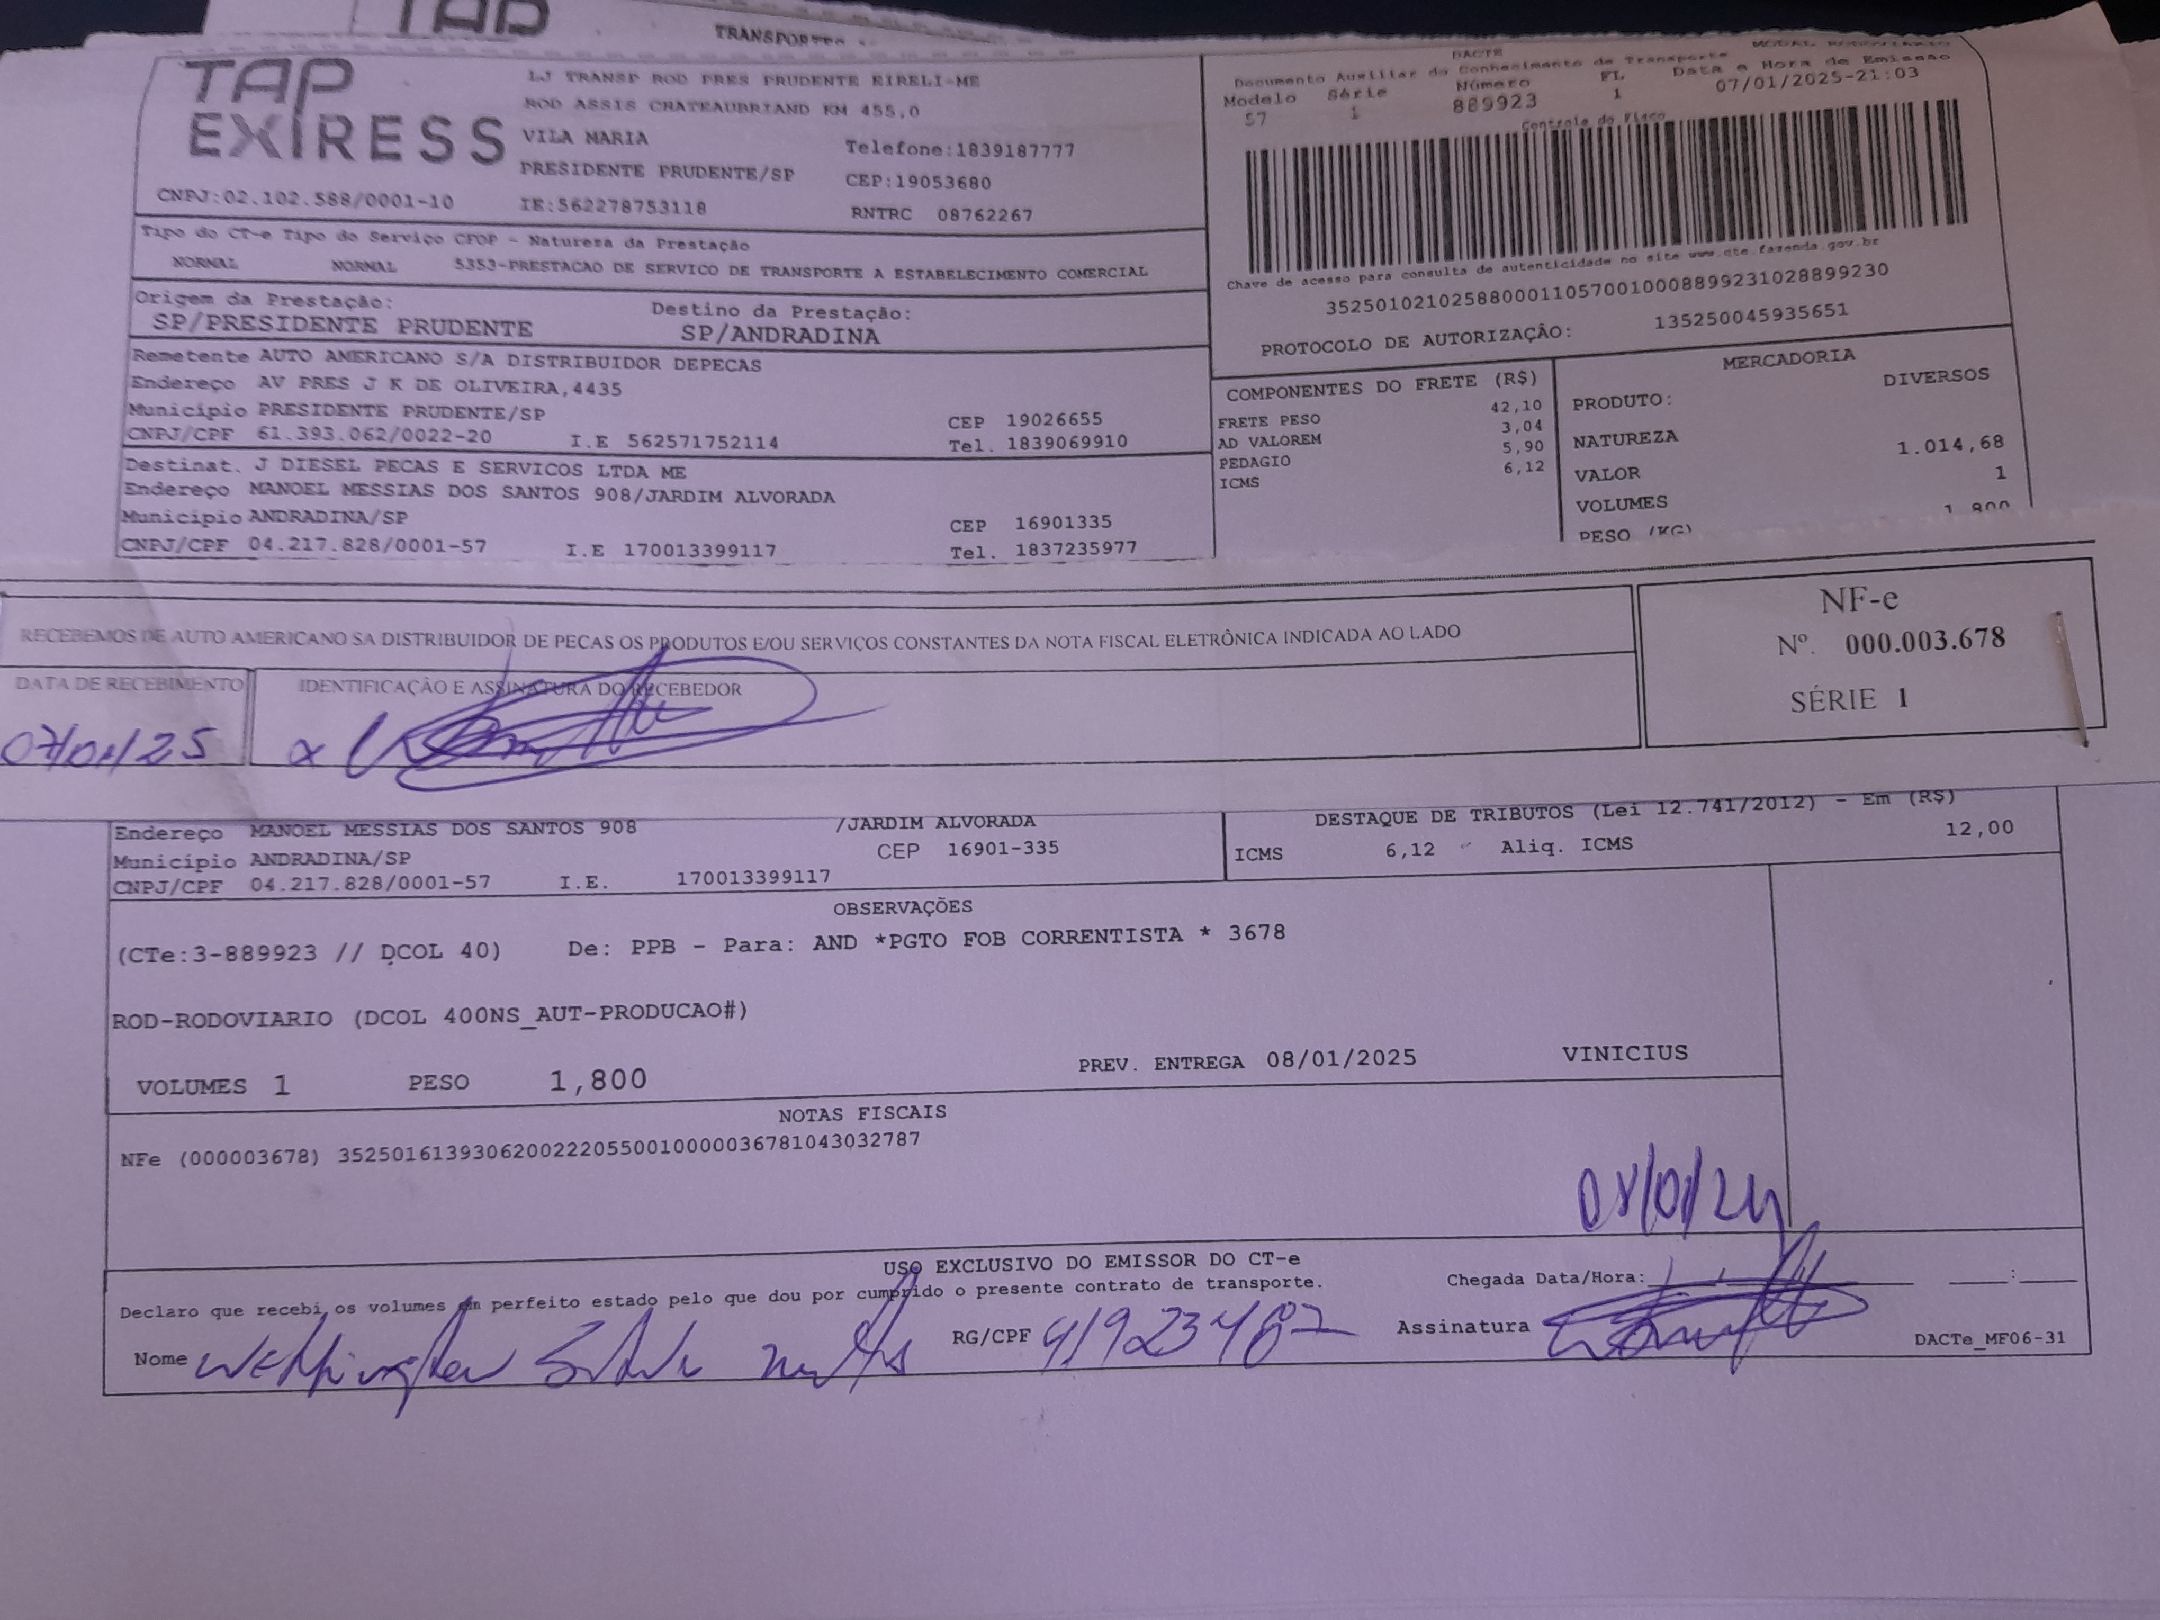 TAP
TRANSPORTES
TAP
EXPRESS
LJ TRANSP ROD PRES PRUDENTE EIRELI-ME
ROD ASSIS CHATEAUBRIAND KM 455,0
VILA MARIA
Telefone:1839187777
PRESIDENTE PRUDENTE/SP
CEP:19053680
CNPJ:02.102.588/0001-10
IE:562278753118
RNTRC 08762267
DACTE
MODAL RODOVIÁRIO
Documento Auxiliar do Conhecimento de Transporte
Modelo Série Número FL Data e Hora de Emissão
57 1 889923 1 07/01/2025-21:03
Controle do Fisco
Chave de acesso para consulta de autenticidade no site www.cte.fazenda.gov.br
35250102102588000110570010008899231028899230
PROTOCOLO DE AUTORIZAÇÃO: 135250045935651
Tipo do CT-e Tipo do Serviço CFOP - Natureza da Prestação
NORMAL NORMAL 5353-PRESTACAO DE SERVICO DE TRANSPORTE A ESTABELECIMENTO COMERCIAL
Origem da Prestação: Destino da Prestação:
SP/PRESIDENTE PRUDENTE SP/ANDRADINA
Remetente AUTO AMERICANO S/A DISTRIBUIDOR DEPECAS
Endereço AV PRES J K DE OLIVEIRA,4435
Município PRESIDENTE PRUDENTE/SP CEP 19026655
CNPJ/CPF 61.393.062/0022-20 I.E 562571752114 Tel. 1839069910
Destinat. J DIESEL PECAS E SERVICOS LTDA ME
Endereço MANOEL MESSIAS DOS SANTOS 908/JARDIM ALVORADA
Município ANDRADINA/SP CEP 16901335
CNPJ/CPF 04.217.828/0001-57 I.E 170013399117 Tel. 1837235977
COMPONENTES DO FRETE (R$)
FRETE PESO 42,10
AD VALOREM 3,04
PEDAGIO 5,90
ICMS 6,12
MERCADORIA
PRODUTO: DIVERSOS
NATUREZA
VALOR 1.014,68
VOLUMES 1
PESO (KG) 1,800
RECEBEMOS DE AUTO AMERICANO SA DISTRIBUIDOR DE PECAS OS PRODUTOS E/OU SERVIÇOS CONSTANTES DA NOTA FISCAL ELETRÔNICA INDICADA AO LADO
DATA DE RECEBIMENTO
IDENTIFICAÇÃO E ASSINATURA DO RECEBEDOR
07/01/25
NF-e
Nº. 000.003.678
SÉRIE 1
Endereço MANOEL MESSIAS DOS SANTOS 908 /JARDIM ALVORADA
Município ANDRADINA/SP CEP 16901-335
CNPJ/CPF 04.217.828/0001-57 I.E. 170013399117
DESTAQUE DE TRIBUTOS (Lei 12.741/2012) - Em (R$)
ICMS 6,12 Aliq. ICMS 12,00
OBSERVAÇÕES
(CTe:3-889923 // DCOL 40) De: PPB - Para: AND *PGTO FOB CORRENTISTA * 3678
ROD-RODOVIARIO (DCOL 400NS_AUT-PRODUCAO#)
VOLUMES 1 PESO 1,800 PREV. ENTREGA 08/01/2025 VINICIUS
NOTAS FISCAIS
NFe (000003678) 35250161393062002220550010000036781043032787
08/01/24
USO EXCLUSIVO DO EMISSOR DO CT-e
Declaro que recebi os volumes em perfeito estado pelo que dou por cumprido o presente contrato de transporte.
Chegada Data/Hora:
Nome
RG/CPF 41923482
Assinatura
DACTe_MF06-31